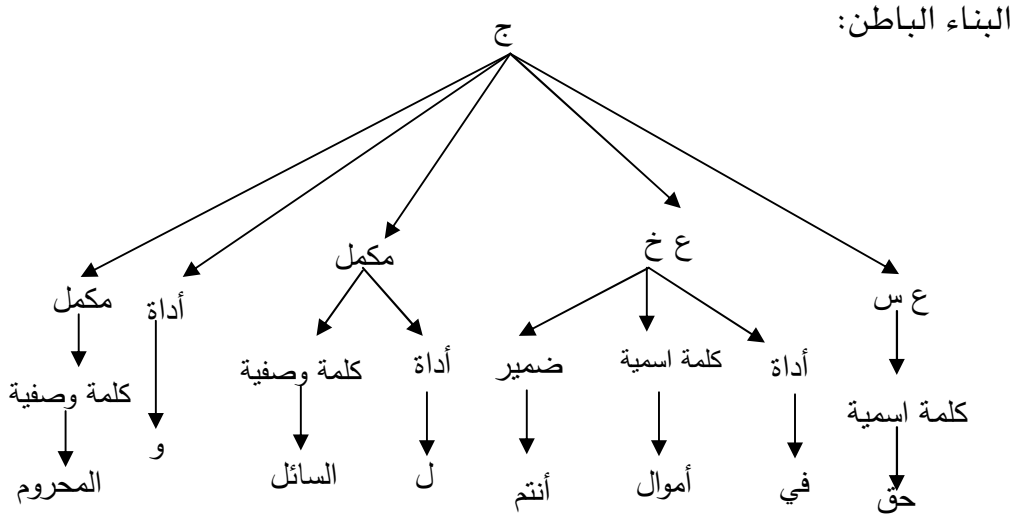 البناء الباطن:
ج
ع س
ع خ
مكمل
أداة
مكمل
كلمة اسمية
أداة
كلمة اسمية
ضمير
أداة
كلمة وصفية
كلمة وصفية
حق
في
أموال
أنتم
ل
السائل
و
المحروم